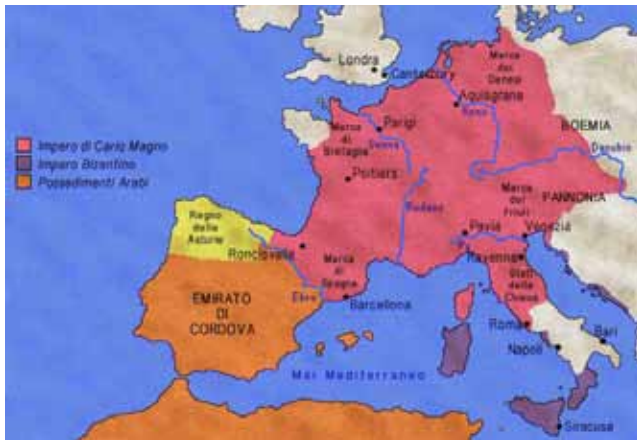 Londra
Canterbury
Marca
dei
Danesi
Aquisgrana
Reno
BOEMIA
Danubio
Parigi
Senna
Marca
di
Bretagna
Poitiers
Impero di Carlo Magno
Impero Bizantino
Possedimenti Arabi
PANNONIA
Marca
del
Friuli
Rodano
Regno
delle
Asturie
Pavia
Venezia
Roncisvalle
Marca
di
Spagna
Ravenna
Stati
della
Chiesa
Ebro
Barcellona
EMIRATO
DI
CORDOVA
Roma
Bari
Napoli
Mar Mediterraneo
Siracusa